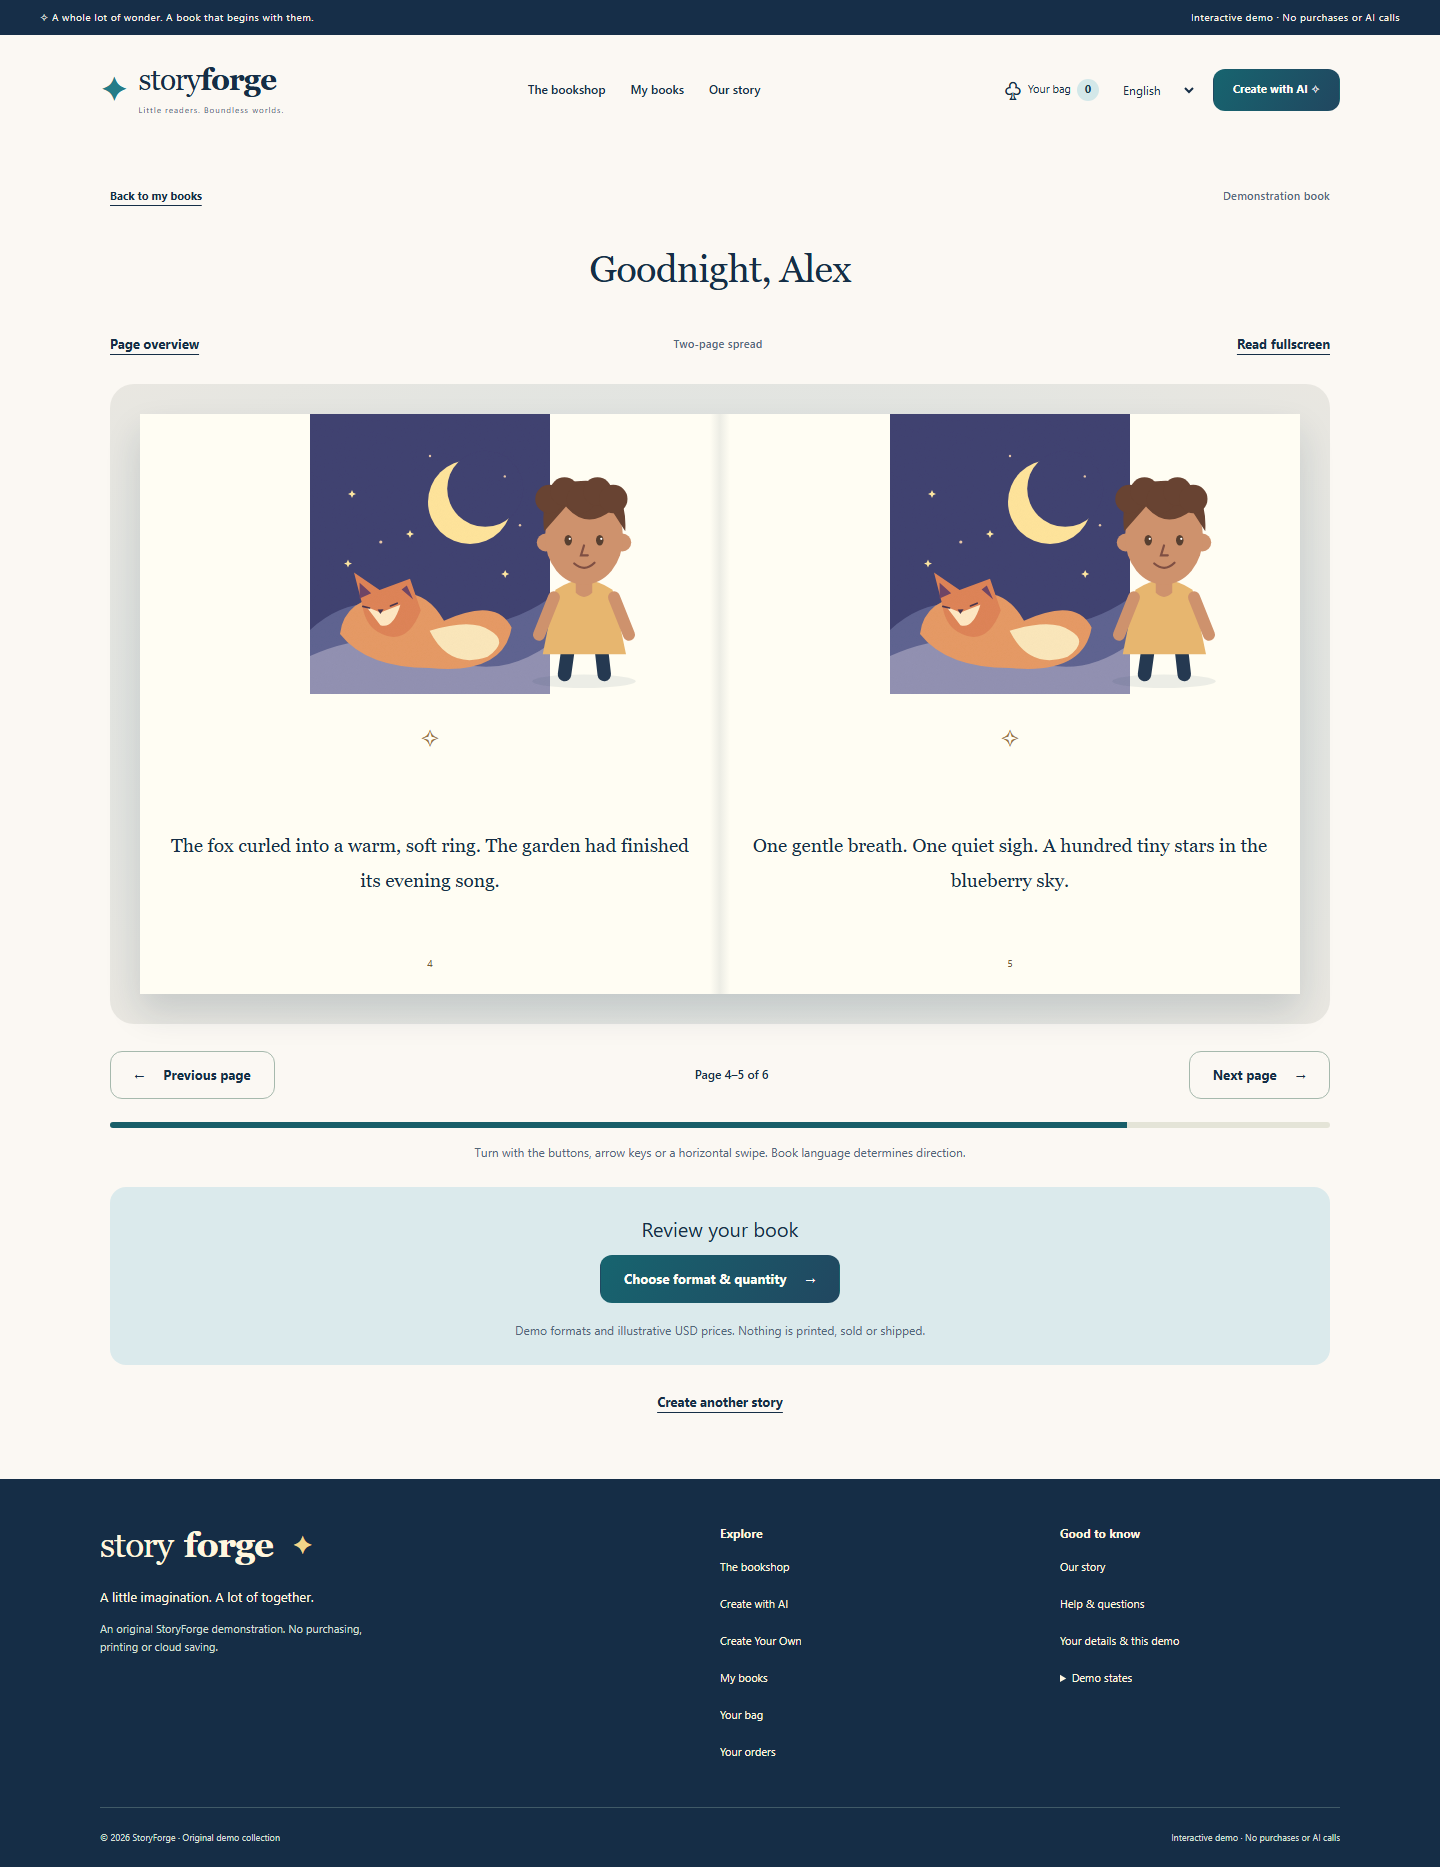 ✧ A whole lot of wonder. A book that begins with them.
Interactive demo · No purchases or AI calls
storyforge
Little readers. Boundless worlds.
The bookshop
My books
Our story
Your bag 0
English
Create with AI ✧
Back to my books
Demonstration book
Goodnight, Alex
Page overview
Two-page spread
Read fullscreen
The fox curled into a warm, soft ring. The garden had finished
its evening song.
4
One gentle breath. One quiet sigh. A hundred tiny stars in the
blueberry sky.
5
← Previous page
Page 4–5 of 6
Next page →
Turn with the buttons, arrow keys or a horizontal swipe. Book language determines direction.
Review your book
Choose format & quantity →
Demo formats and illustrative USD prices. Nothing is printed, sold or shipped.
Create another story
story forge
A little imagination. A lot of together.
An original StoryForge demonstration. No purchasing,
printing or cloud saving.
Explore
The bookshop
Create with AI
Create Your Own
My books
Your bag
Your orders
Good to know
Our story
Help & questions
Your details & this demo
▶ Demo states
© 2026 StoryForge · Original demo collection
Interactive demo · No purchases or AI calls